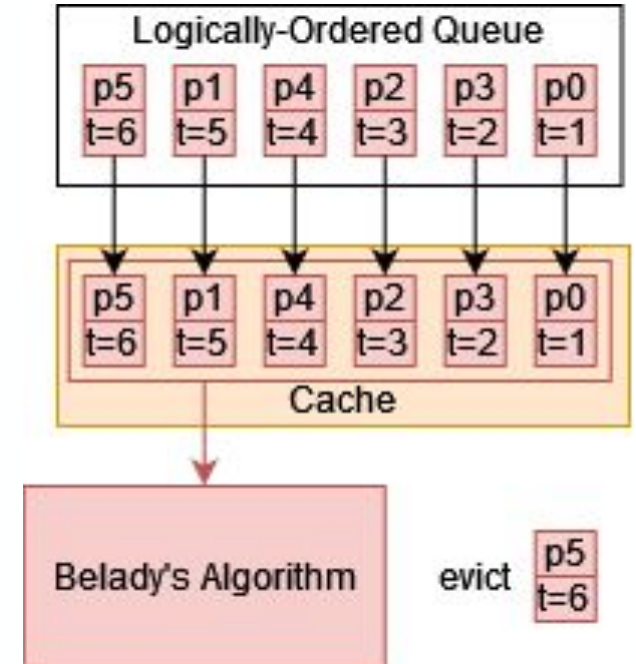 Logically-Ordered Queue
p5 p1 p4 p2 p3 p0
t=6 t=5 t=4 t=3 t=2 t=1
p5 p1 p4 p2 p3 p0
t=6 t=5 t=4 t=3 t=2 t=1
Cache
Belady's Algorithm
evict
p5
t=6